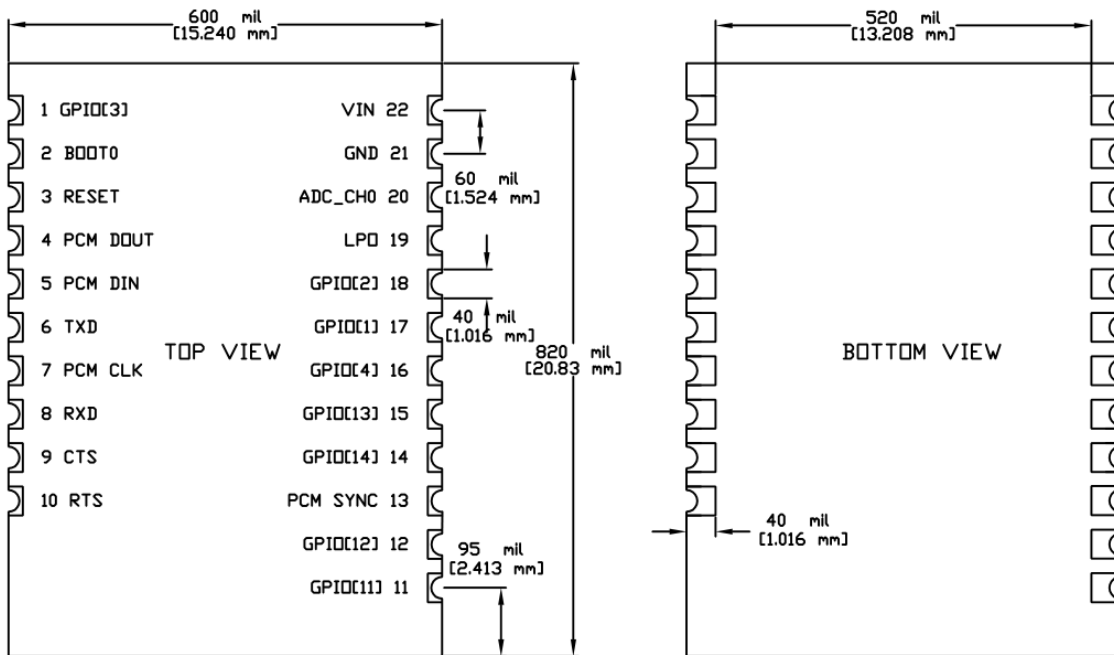 600 mil
[15.240 mm]
520 mil
[13.208 mm]
1 GPIO[3]
2 BOOT0
3 RESET
4 PCM DOUT
5 PCM DIN
6 TXD
7 PCM CLK
8 RXD
9 CTS
10 RTS
TOP VIEW
VIN 22
GND 21
ADC_CH0 20
LPO 19
GPIO[2] 18
GPIO[1] 17
GPIO[4] 16
GPIO[13] 15
GPIO[14] 14
PCM SYNC 13
GPIO[12] 12
GPIO[11] 11
60 mil
[1.524 mm]
40 mil
[1.016 mm]
820 mil
[20.83 mm]
95 mil
[2.413 mm]
BOTTOM VIEW
40 mil
[1.016 mm]